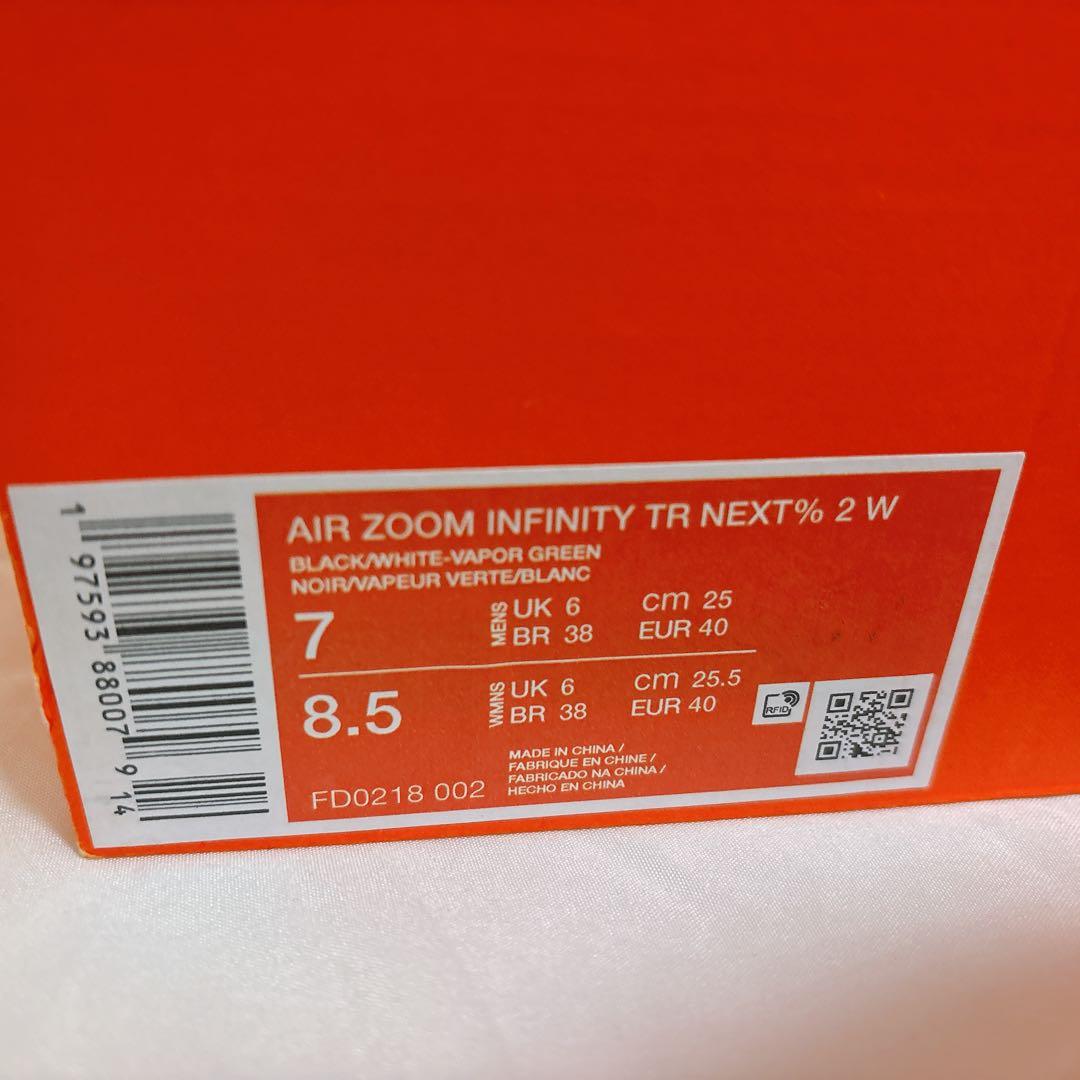 AIR ZOOM INFINITY TR NEXT% 2 W
BLACK/WHITE-VAPOR GREEN
NOIR/VAPEUR VERTE/BLANC
7
MENS
UK 6 cm 25
BR 38 EUR 40
8.5
WMNS
UK 6 cm 25.5
BR 38 EUR 40
RFID
MADE IN CHINA /
FABRIQUE EN CHINE /
FABRICADO NA CHINA /
HECHO EN CHINA
FD0218 002
1 97593 88007 9 14